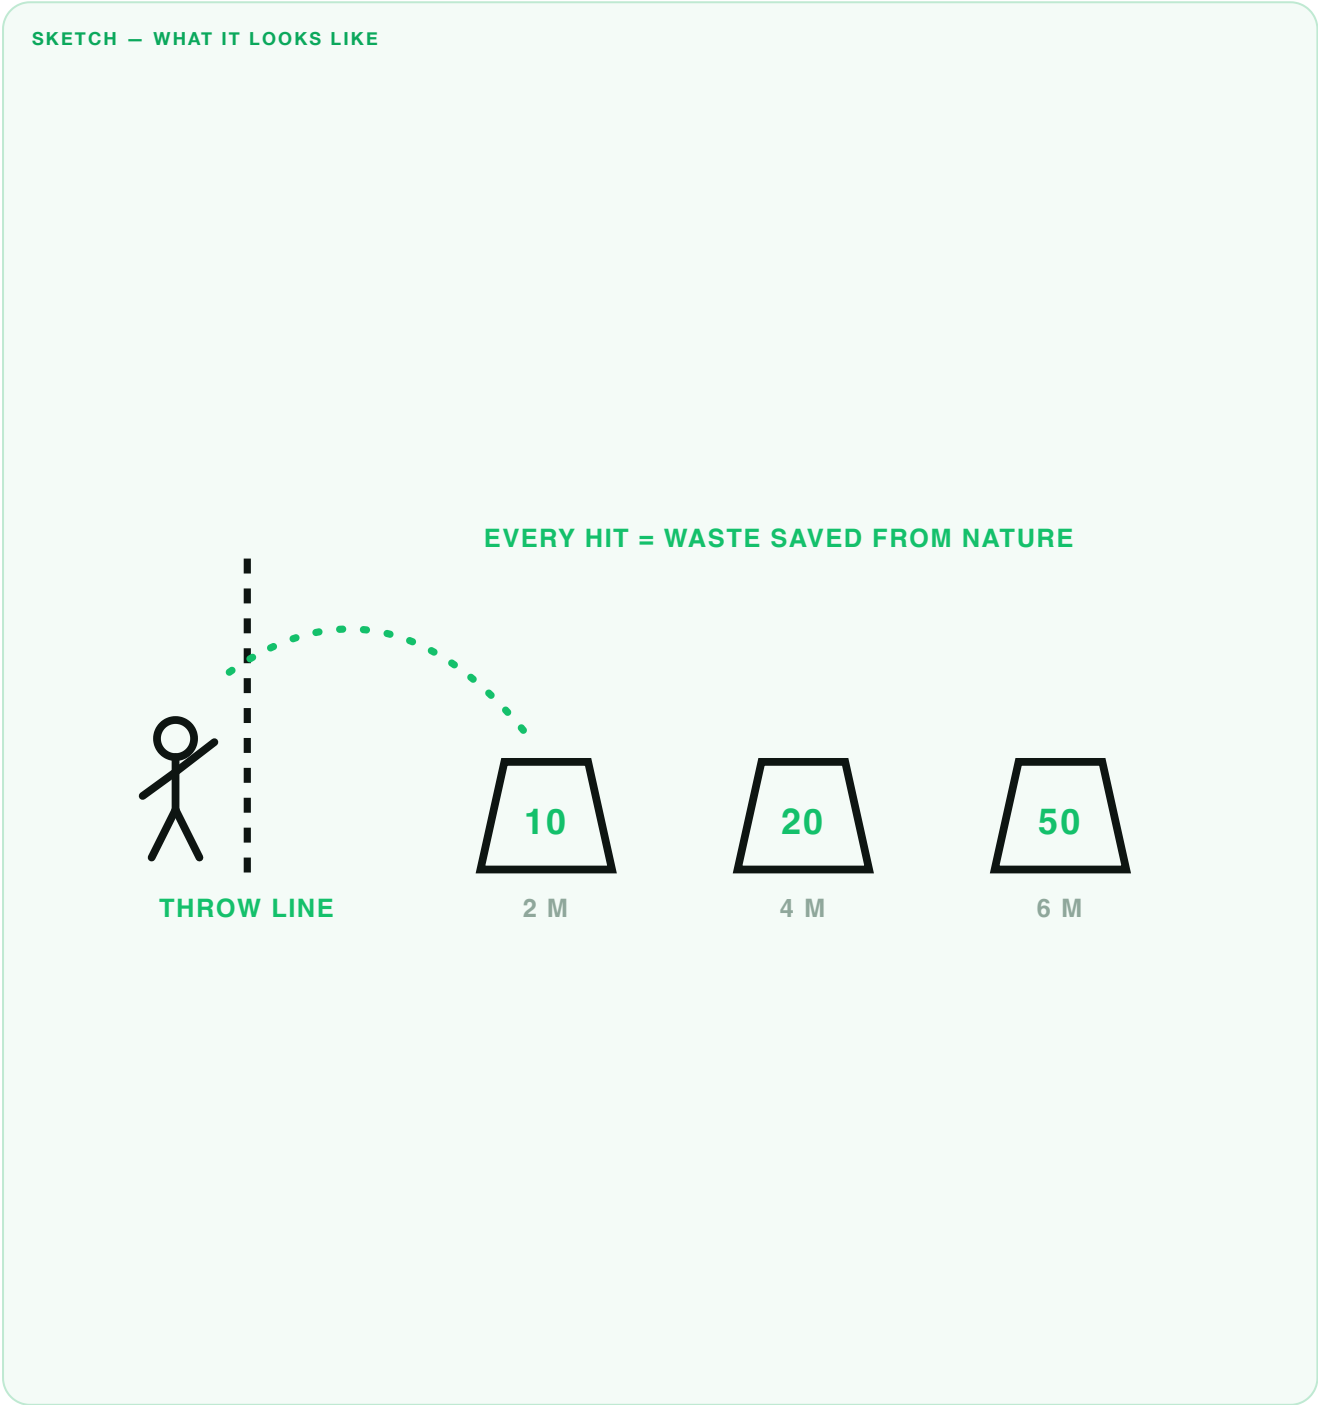 SKETCH — WHAT IT LOOKS LIKE
EVERY HIT = WASTE SAVED FROM NATURE
10
20
50
THROW LINE
2 M
4 M
6 M